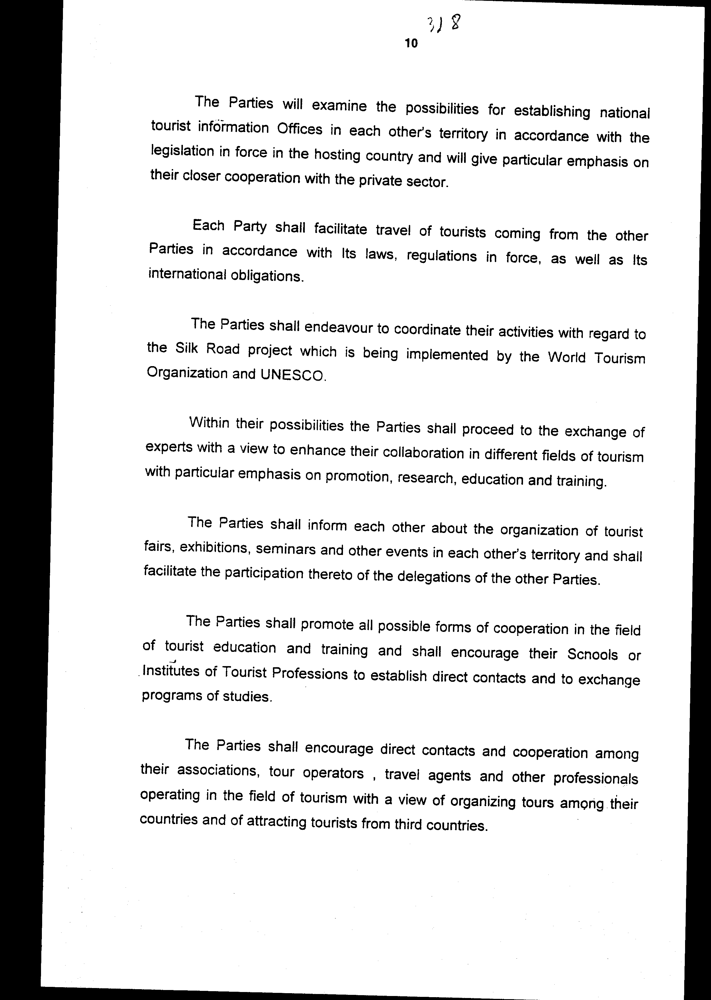 318
10
The Parties will examine the possibilities for establishing national
tourist information Offices in each other's territory in accordance with the
legislation in force in the hosting country and will give particular emphasis on
their closer cooperation with the private sector.
Each Party shall facilitate travel of tourists coming from the other
Parties in accordance with Its laws, regulations in force, as well as Its
international obligations.
The Parties shall endeavour to coordinate their activities with regard to
the Silk Road project which is being implemented by the World Tourism
Organization and UNESCO.
Within their possibilities the Parties shall proceed to the exchange of
experts with a view to enhance their collaboration in different fields of tourism
with particular emphasis on promotion, research, education and training.
The Parties shall inform each other about the organization of tourist
fairs, exhibitions, seminars and other events in each other's territory and shall
facilitate the participation thereto of the delegations of the other Parties.
The Parties shall promote all possible forms of cooperation in the field
of tourist education and training and shall encourage their Scnools or
Institutes of Tourist Professions to establish direct contacts and to exchange
programs of studies.
The Parties shall encourage direct contacts and cooperation among
their associations, tour operators , travel agents and other professionals
operating in the field of tourism with a view of organizing tours among their
countries and of attracting tourists from third countries.